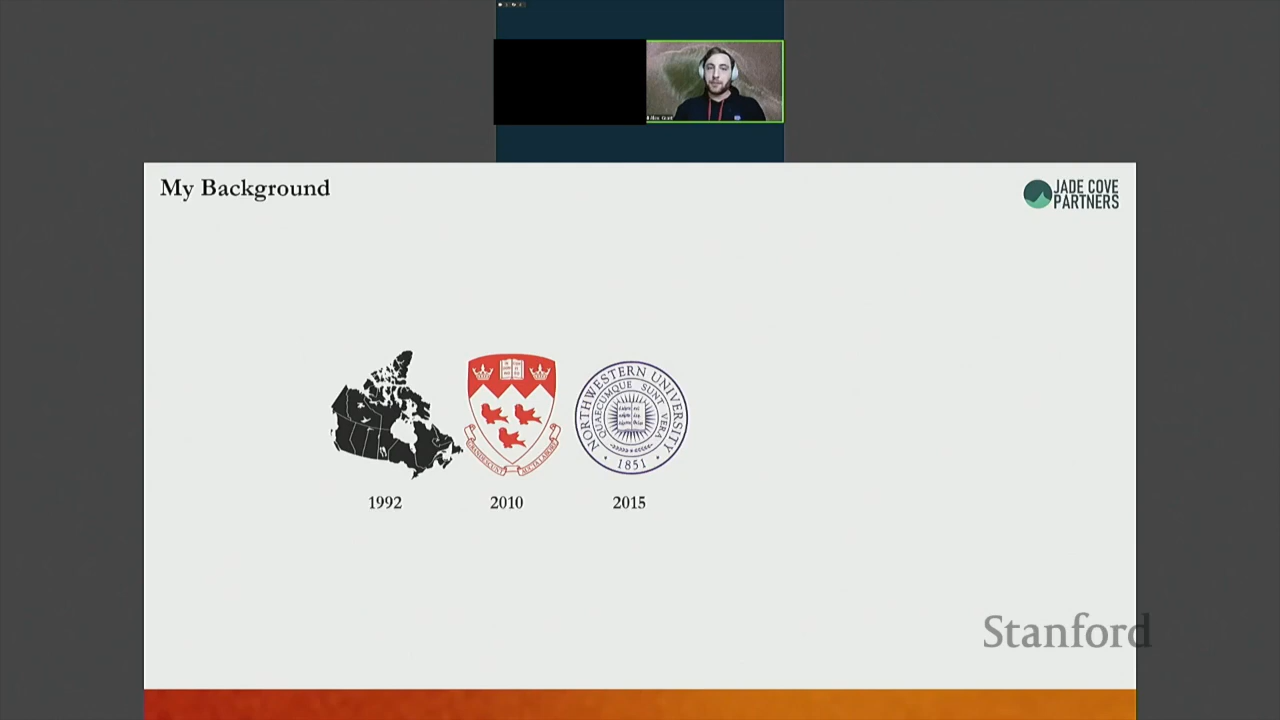 My Background
JADE COVE
PARTNERS
NORTHWESTERN UNIVERSITY
QUAECUMQUE SUNT VERA
1851
1992
2010
2015
Stanford